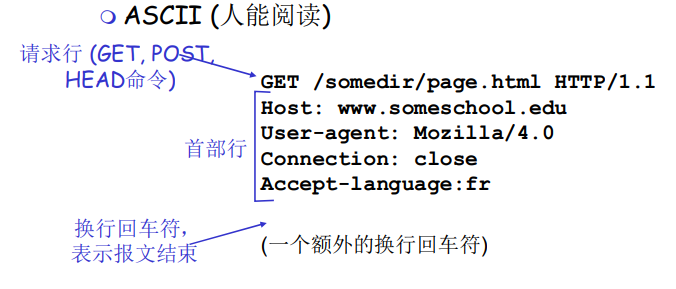 ASCII (人能阅读)
请求行 (GET, POST,
HEAD命令)
GET /somedir/page.html HTTP/1.1
Host: www.someschool.edu
User-agent: Mozilla/4.0
Connection: close
Accept-language:fr
首部行
换行回车符,
表示报文结束
(一个额外的换行回车符)